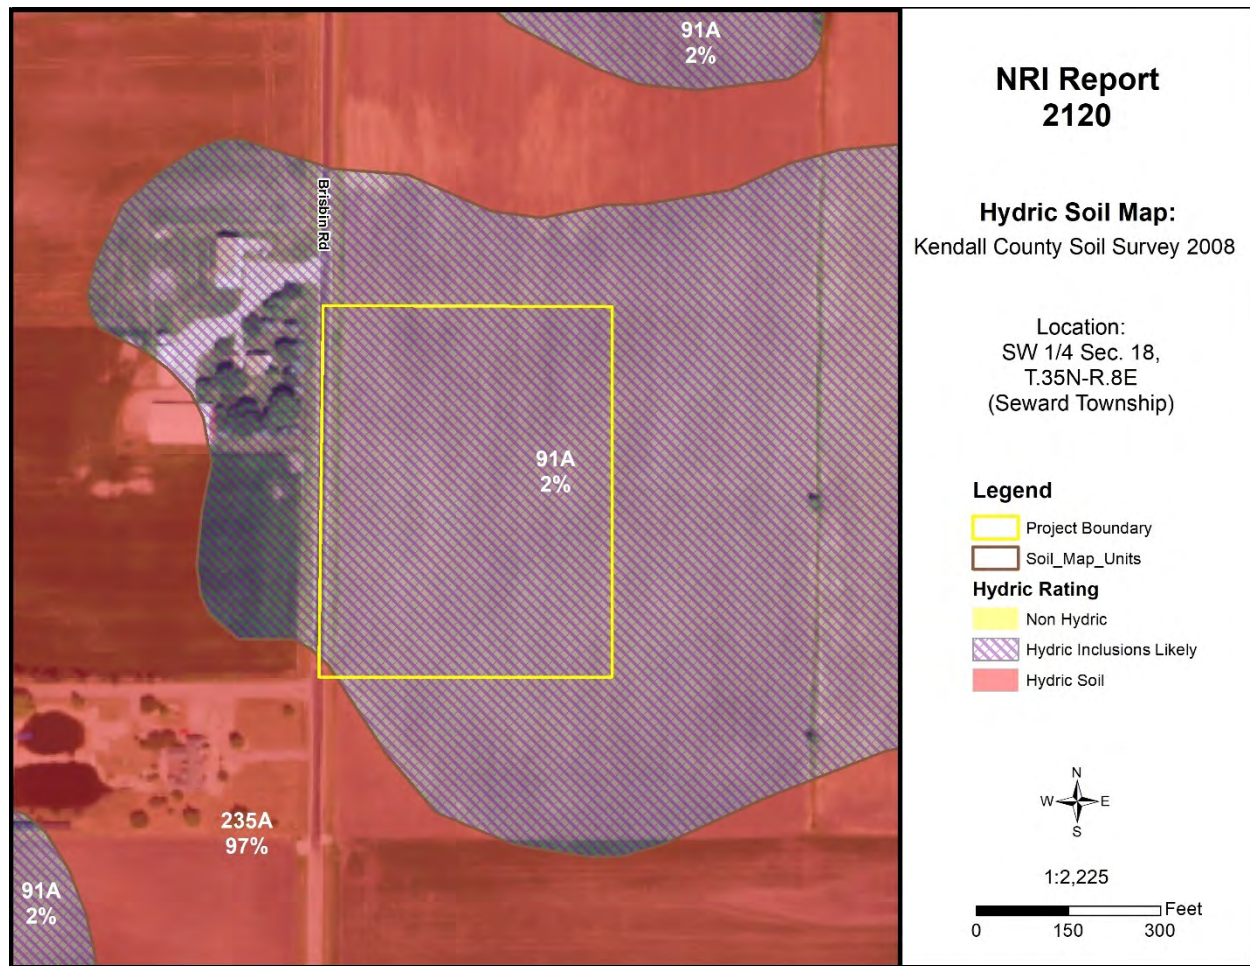 91A
2%
Brisbin Rd
91A
2%
235A
97%
91A
2%
NRI Report
2120
Hydric Soil Map:
Kendall County Soil Survey 2008
Location:
SW 1/4 Sec. 18,
T.35N-R.8E
(Seward Township)
Legend
Project Boundary
Soil_Map_Units
Hydric Rating
Non Hydric
Hydric Inclusions Likely
Hydric Soil
N
W E
S
1:2,225
Feet
0 150 300